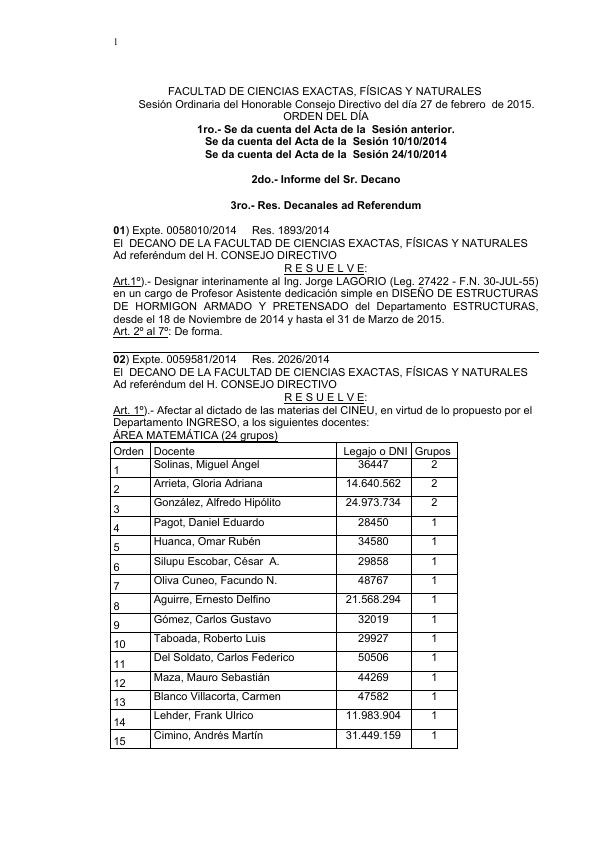 1
FACULTAD DE CIENCIAS EXACTAS, FÍSICAS Y NATURALES
Sesión Ordinaria del Honorable Consejo Directivo del día 27 de febrero de 2015.
ORDEN DEL DÍA
1ro.- Se da cuenta del Acta de la Sesión anterior.
Se da cuenta del Acta de la Sesión 10/10/2014
Se da cuenta del Acta de la Sesión 24/10/2014
2do.- Informe del Sr. Decano
3ro.- Res. Decanales ad Referendum
01) Expte. 0058010/2014 Res. 1893/2014
El DECANO DE LA FACULTAD DE CIENCIAS EXACTAS, FÍSICAS Y NATURALES
Ad referéndum del H. CONSEJO DIRECTIVO
R E S U E L V E:
Art.1º).- Designar interinamente al Ing. Jorge LAGORIO (Leg. 27422 - F.N. 30-JUL-55)
en un cargo de Profesor Asistente dedicación simple en DISEÑO DE ESTRUCTURAS
DE HORMIGON ARMADO Y PRETENSADO del Departamento ESTRUCTURAS,
desde el 18 de Noviembre de 2014 y hasta el 31 de Marzo de 2015.
Art. 2º al 7º: De forma.
02) Expte. 0059581/2014 Res. 2026/2014
El DECANO DE LA FACULTAD DE CIENCIAS EXACTAS, FÍSICAS Y NATURALES
Ad referéndum del H. CONSEJO DIRECTIVO
R E S U E L V E:
Art. 1º).- Afectar al dictado de las materias del CINEU, en virtud de lo propuesto por el
Departamento INGRESO, a los siguientes docentes:
ÁREA MATEMÁTICA (24 grupos)
Orden Docente Legajo o DNI Grupos
1 Solinas, Miguel Ángel 36447 2
2 Arrieta, Gloria Adriana 14.640.562 2
3 González, Alfredo Hipólito 24.973.734 2
4 Pagot, Daniel Eduardo 28450 1
5 Huanca, Omar Rubén 34580 1
6 Silupu Escobar, César A. 29858 1
7 Oliva Cuneo, Facundo N. 48767 1
8 Aguirre, Ernesto Delfino 21.568.294 1
9 Gómez, Carlos Gustavo 32019 1
10 Taboada, Roberto Luis 29927 1
11 Del Soldato, Carlos Federico 50506 1
12 Maza, Mauro Sebastián 44269 1
13 Blanco Villacorta, Carmen 47582 1
14 Lehder, Frank Ulrico 11.983.904 1
15 Cimino, Andrés Martín 31.449.159 1